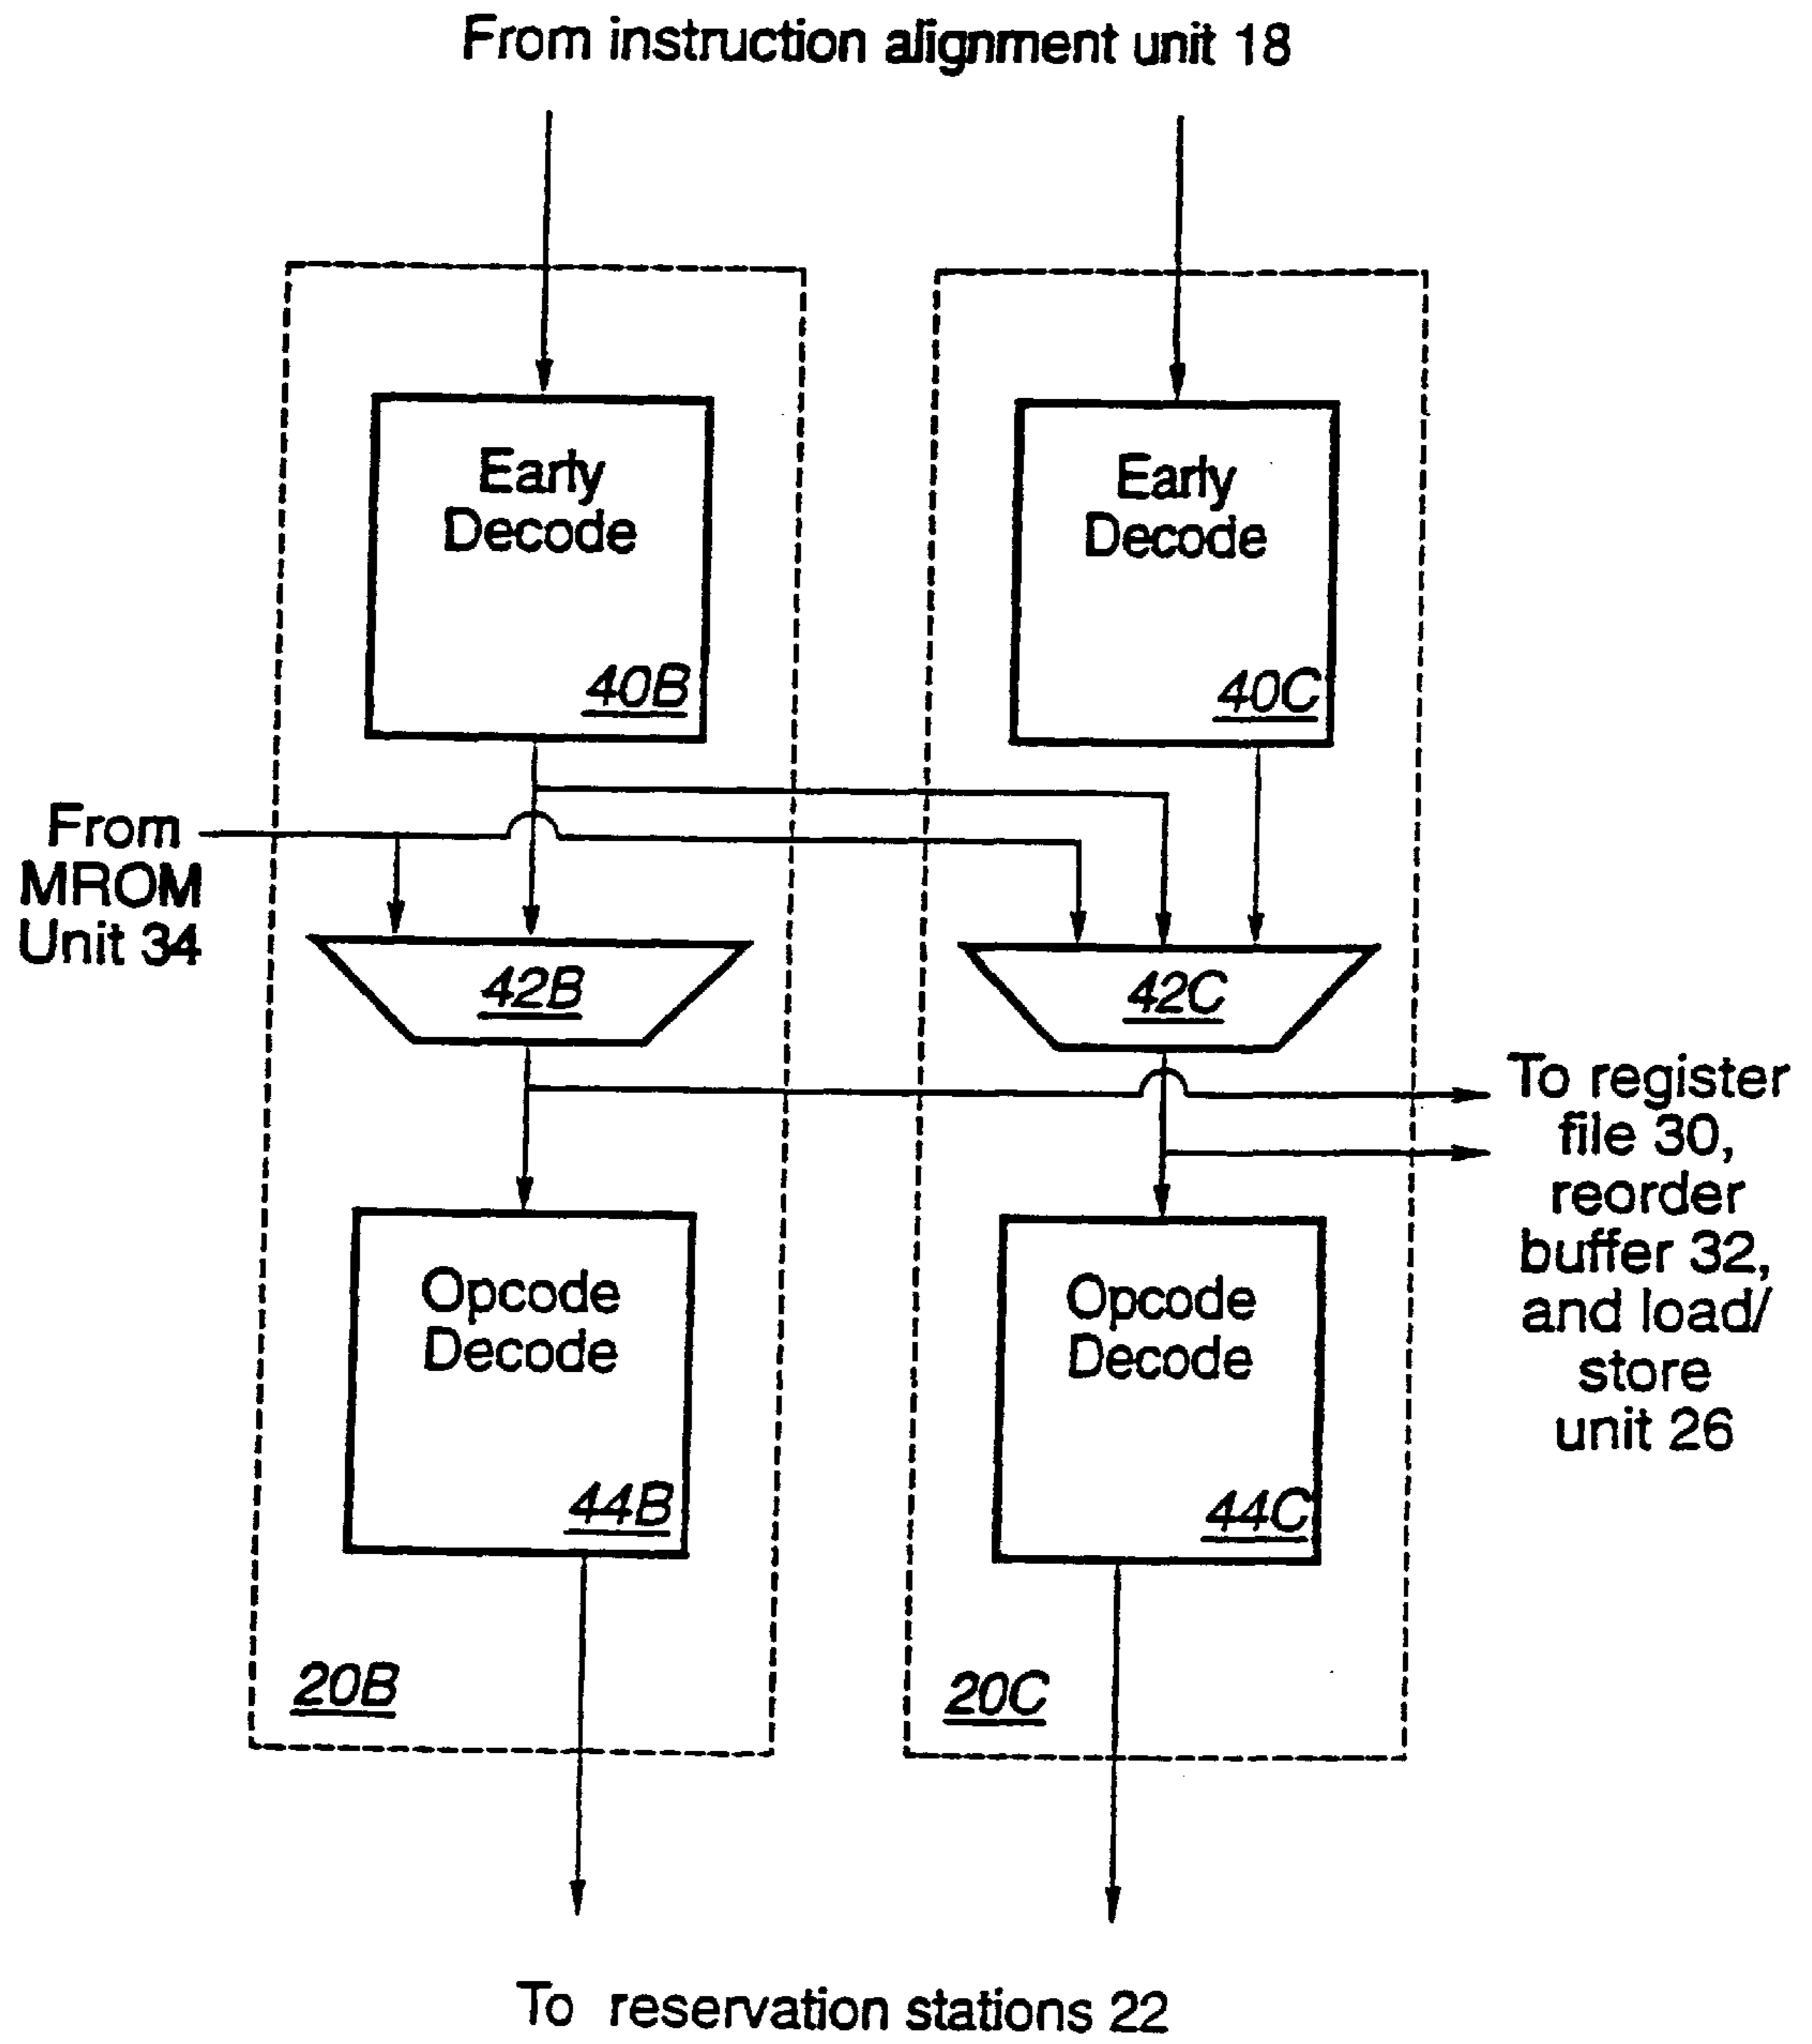 From instruction alignment unit 18
Early
Decode
40B
Early
Decode
40C
From
MROM
Unit 34
42B
42C
To register
file 30,
reorder
buffer 32,
and load/
store
unit 26
Opcode
Decode
44B
Opcode
Decode
44C
20B
20C
To reservation stations 22